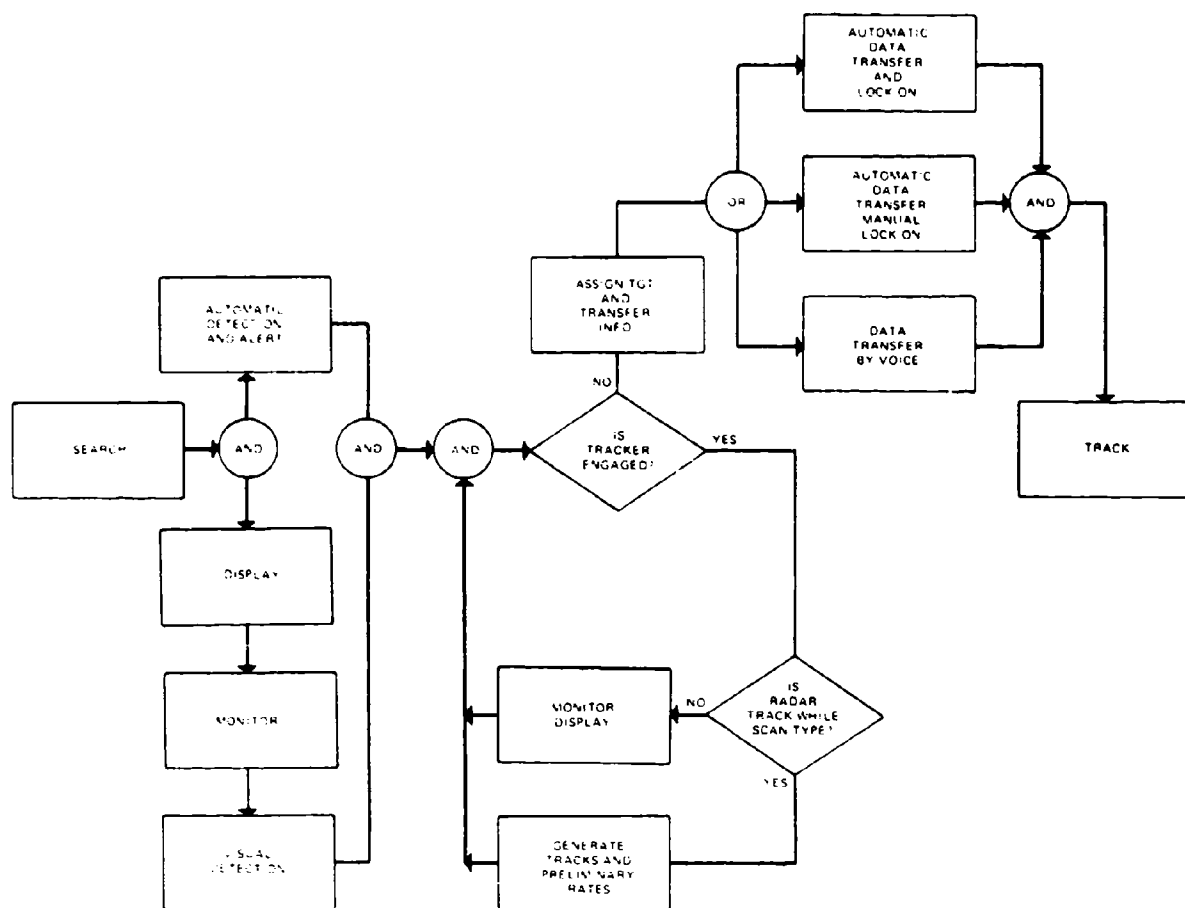 AUTOMATIC
DATA
TRANSFER
AND
LOCK ON
OR
AUTOMATIC
DATA
TRANSFER
MANUAL
LOCK ON
AND
ASSIGN TGT
AND
TRANSFER
INFO
DATA
TRANSFER
BY VOICE
AUTOMATIC
DETECTION
AND ALERT
NO
SEARCH
AND
AND
AND
IS
TRACKER
ENGAGED?
YES
TRACK
DISPLAY
MONITOR
MONITOR
DISPLAY
NO
IS
RADAR
TRACK WHILE
SCAN TYPE?
YES
VISUAL
DETECTION
GENERATE
TRACKS AND
PRELIMINARY
RATES